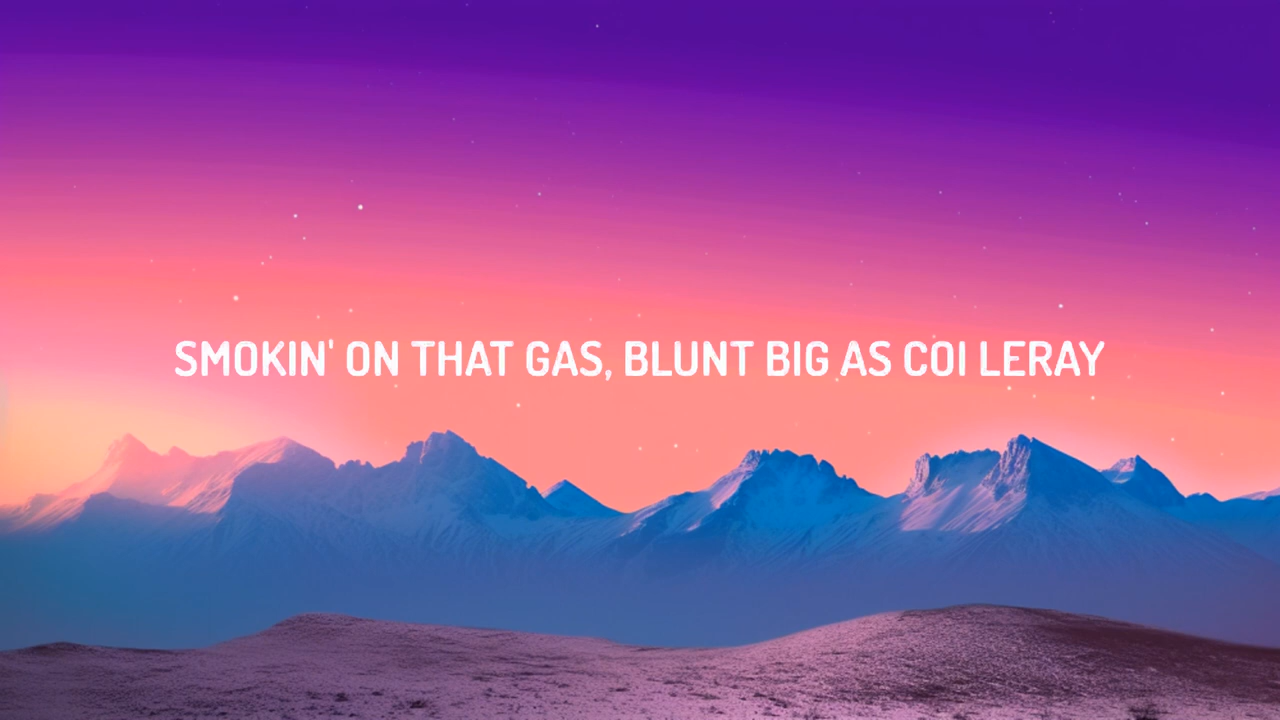 SMOKIN' ON THAT GAS, BLUNT BIG AS COI LERAY